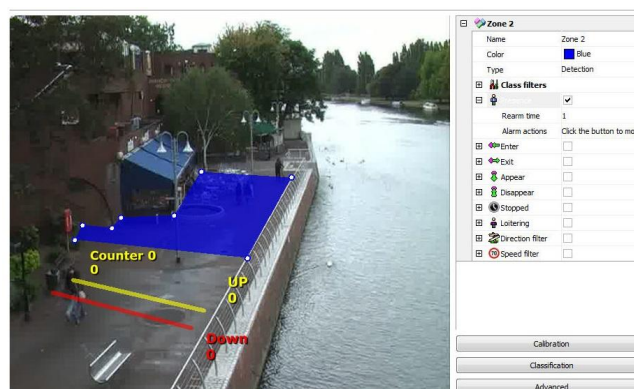 Counter 0
0
UP
0
Down
0
Zone 2
Name Zone 2
Color Blue
Type Detection
Class filters
Rearm time 1
Alarm actions Click the button to mo
Enter
Exit
Appear
Disappear
Stopped
Loitering
Direction filter
Speed filter
Calibration
Classification
Advanced